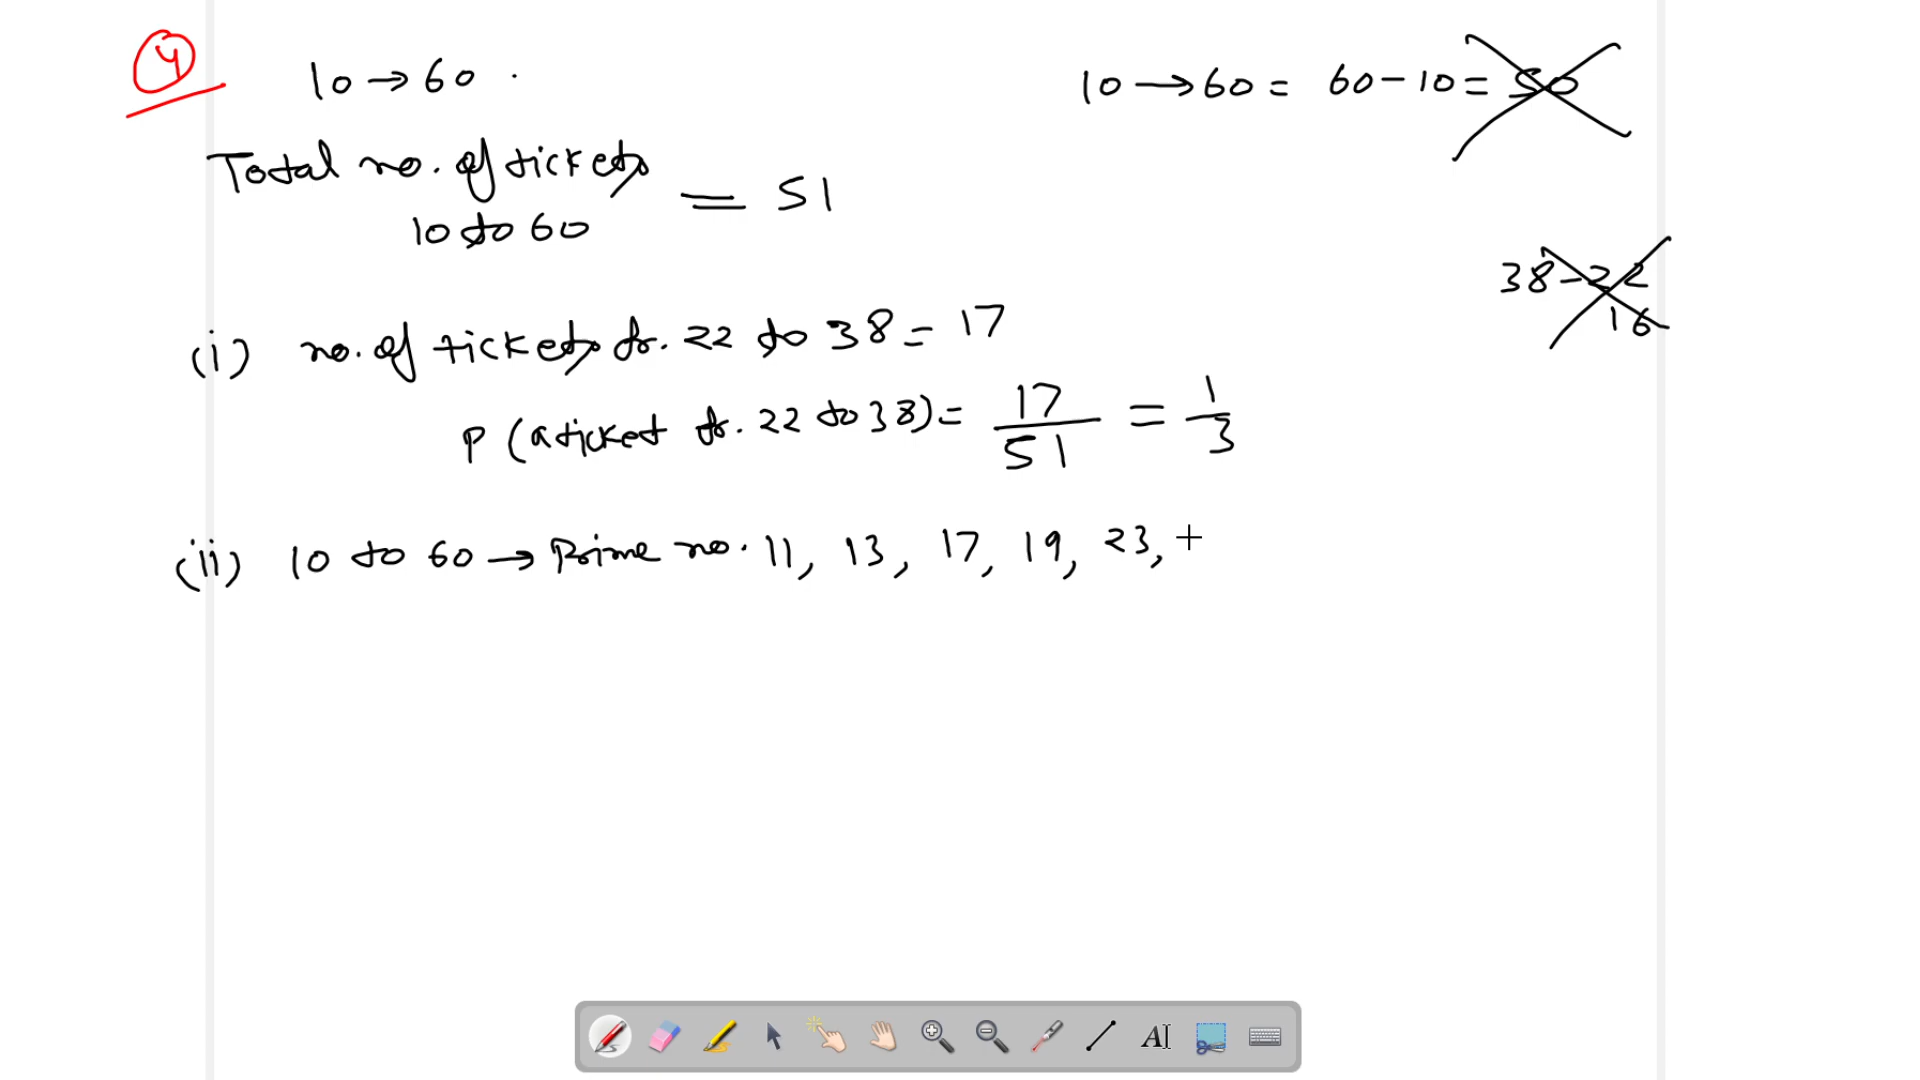 4
10 → 60 .
10 → 60 = 60 - 10 = 50
Total no. of tickets
10 to 60
= 51
38 - 22
16
(i) no. of tickets fr. 22 to 38 = 17
P (a ticket fr. 22 to 38) = 17/51 = 1/3
(ii) 10 to 60 → Prime no. 11, 13, 17, 19, 23,
AI